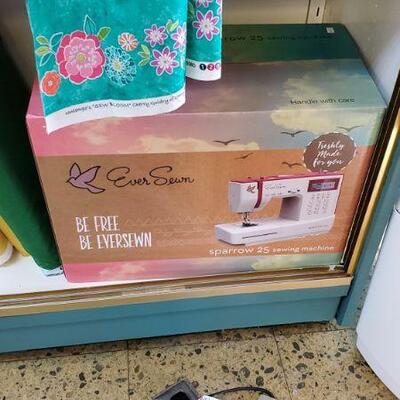 sparrow 25 sewing machine
Handle with care
Freshly
Made
for you
EverSewn
BE FREE
BE EVERSEWN
sparrow 25 sewing machine